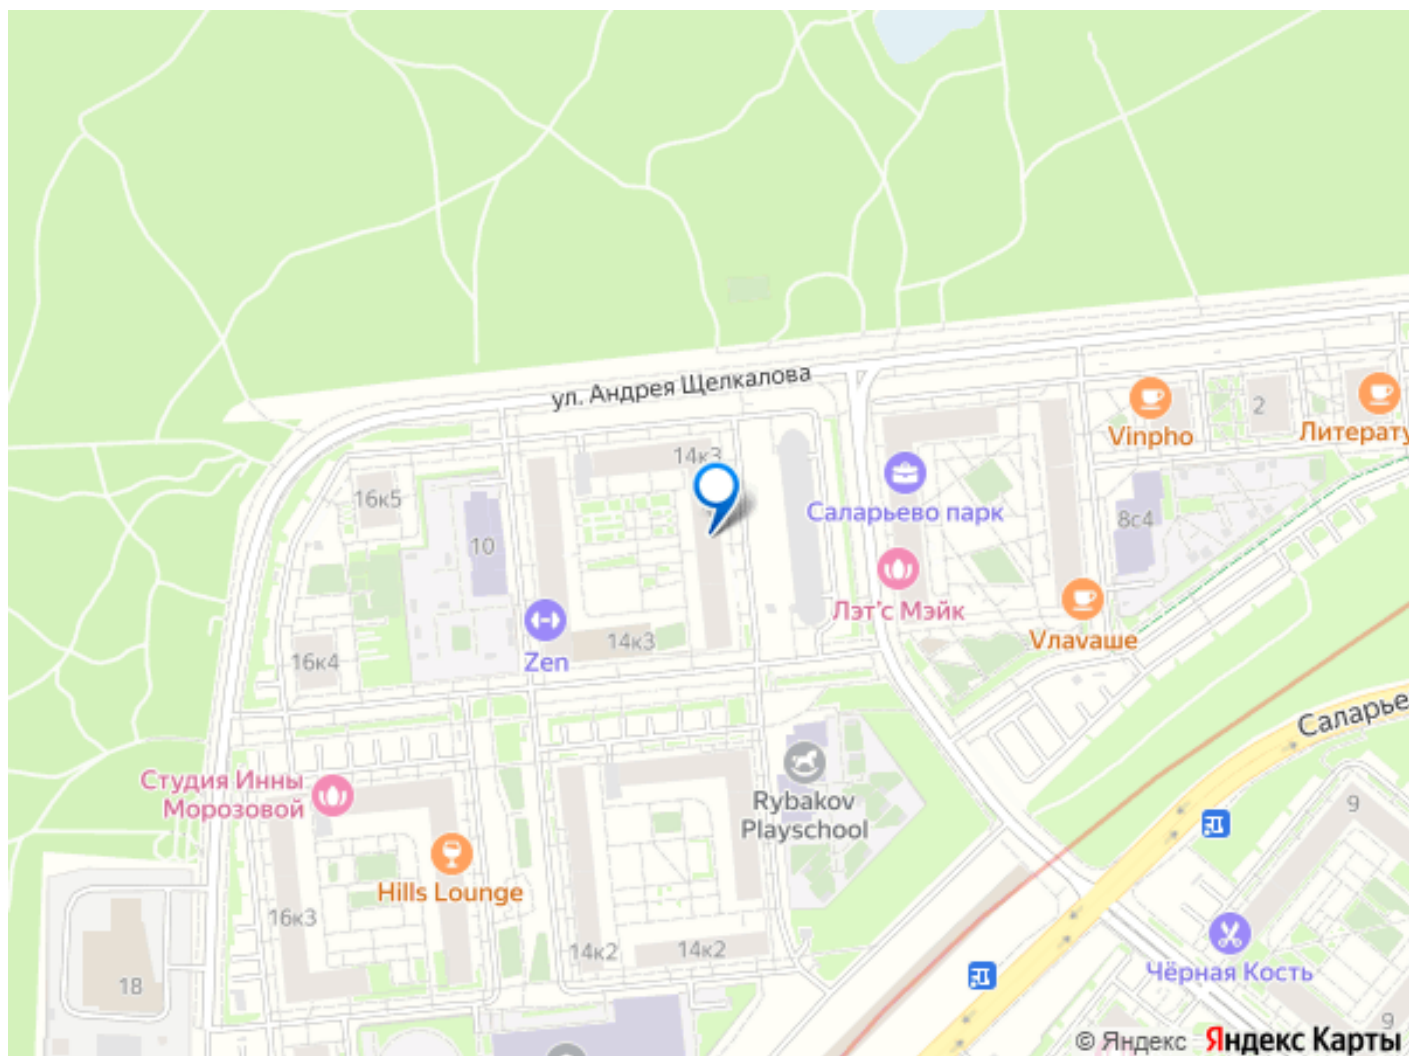 ул. Андрея Щелкалова
Vinpho
2
Литерату
14к3
16к5
Саларьево парк
8с4
10
Лэт'с Мэйк
Vлаvаше
14к3
Zen
16к4
Саларье
Студия Инны
Морозовой
Rybakov
Playschool
9
Hills Lounge
16к3
14к2
14к2
Чёрная Кость
18
9
© Яндекс Яндекс Карты